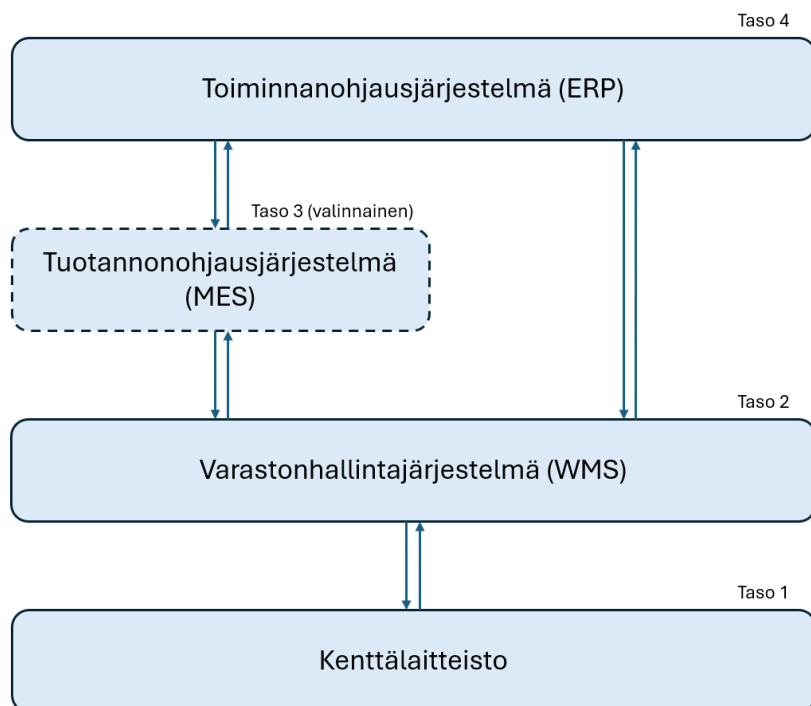 Taso 4
Toiminnanohjausjärjestelmä (ERP)
Taso 3 (valinnainen)
Tuotannonohjausjärjestelmä
(MES)
Taso 2
Varastonhallintajärjestelmä (WMS)
Taso 1
Kenttälaitteisto